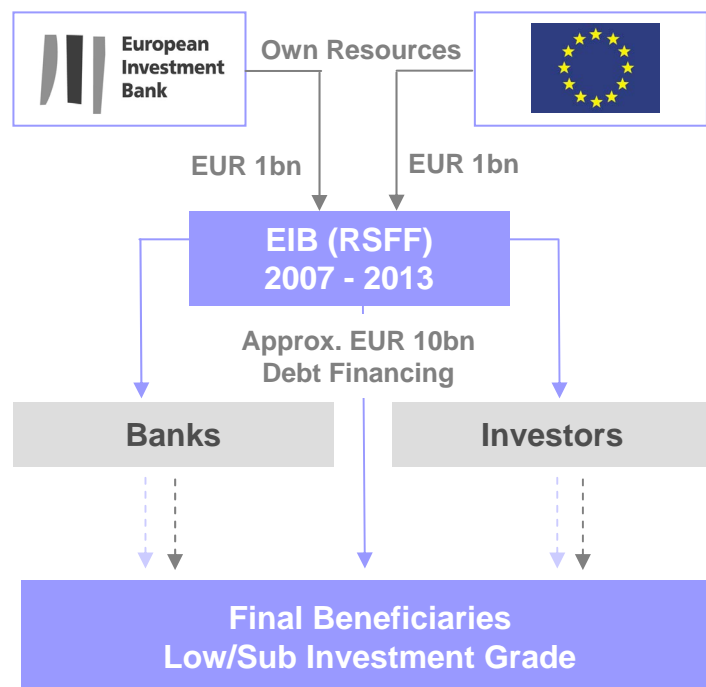 European
Investment
Bank
Own Resources
EUR 1bn
EUR 1bn
EIB (RSFF)
2007 - 2013
Approx. EUR 10bn
Debt Financing
Banks
Investors
Final Beneficiaries
Low/Sub Investment Grade